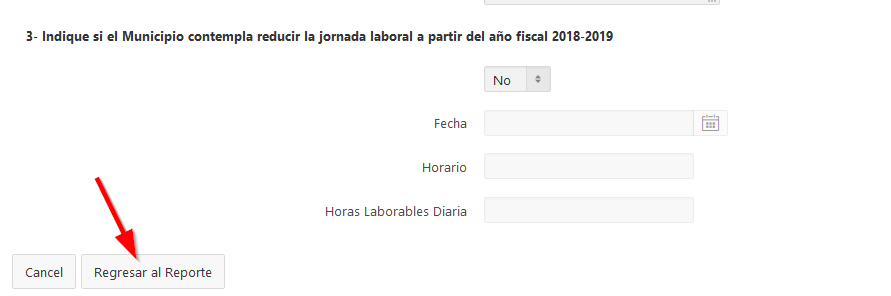 3- Indique si el Municipio contempla reducir la jornada laboral a partir del año fiscal 2018-2019
No
Fecha
Horario
Horas Laborables Diaria
Cancel
Regresar al Reporte